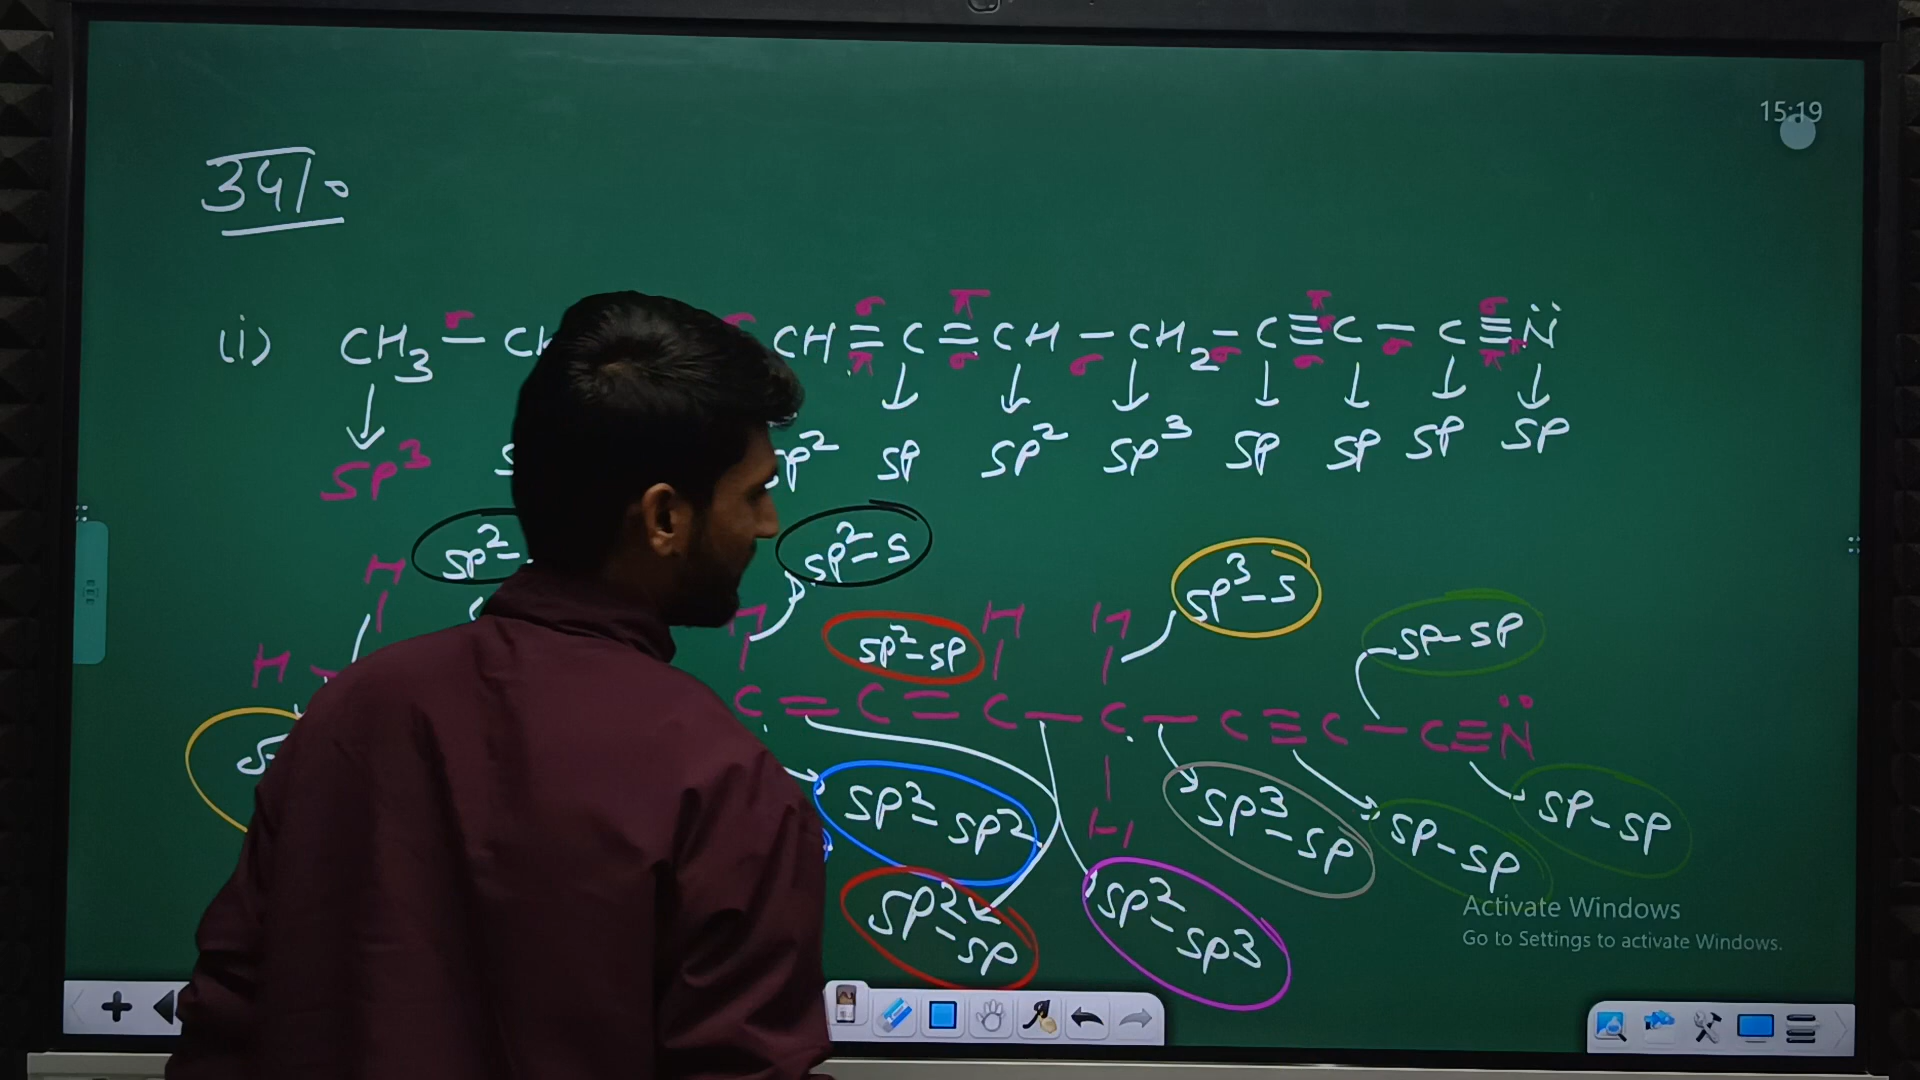 15:19
34/0
(i) CH3 - CH CH = C = CH - CH2 - C ≡ C - C ≡ N̈
σ σ σ π π σ σ σ π π σ σ σ π π
sp3 s sp2 sp sp2 sp3 sp sp sp sp
sp2- sp2-s sp3-s
H H H H sp-sp
H sp2-sp
C = C = C - C - C ≡ C - C ≡ N̈
H
s- sp2-sp2 sp3-sp sp-sp sp-sp
sp2-sp sp2-sp3
Activate Windows
Go to Settings to activate Windows.